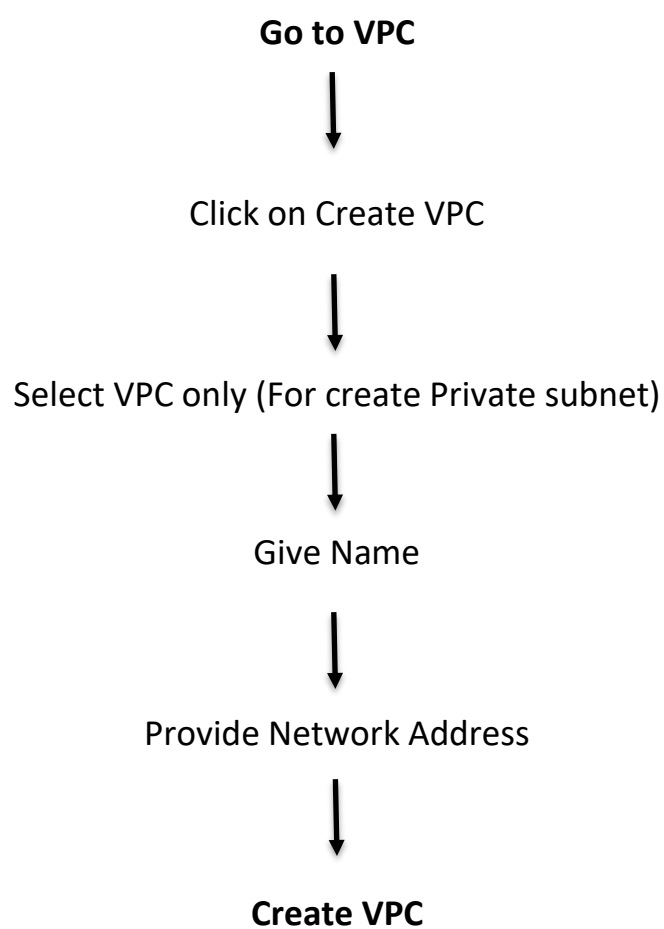 Go to VPC
Click on Create VPC
Select VPC only (For create Private subnet)
Give Name
Provide Network Address
Create VPC